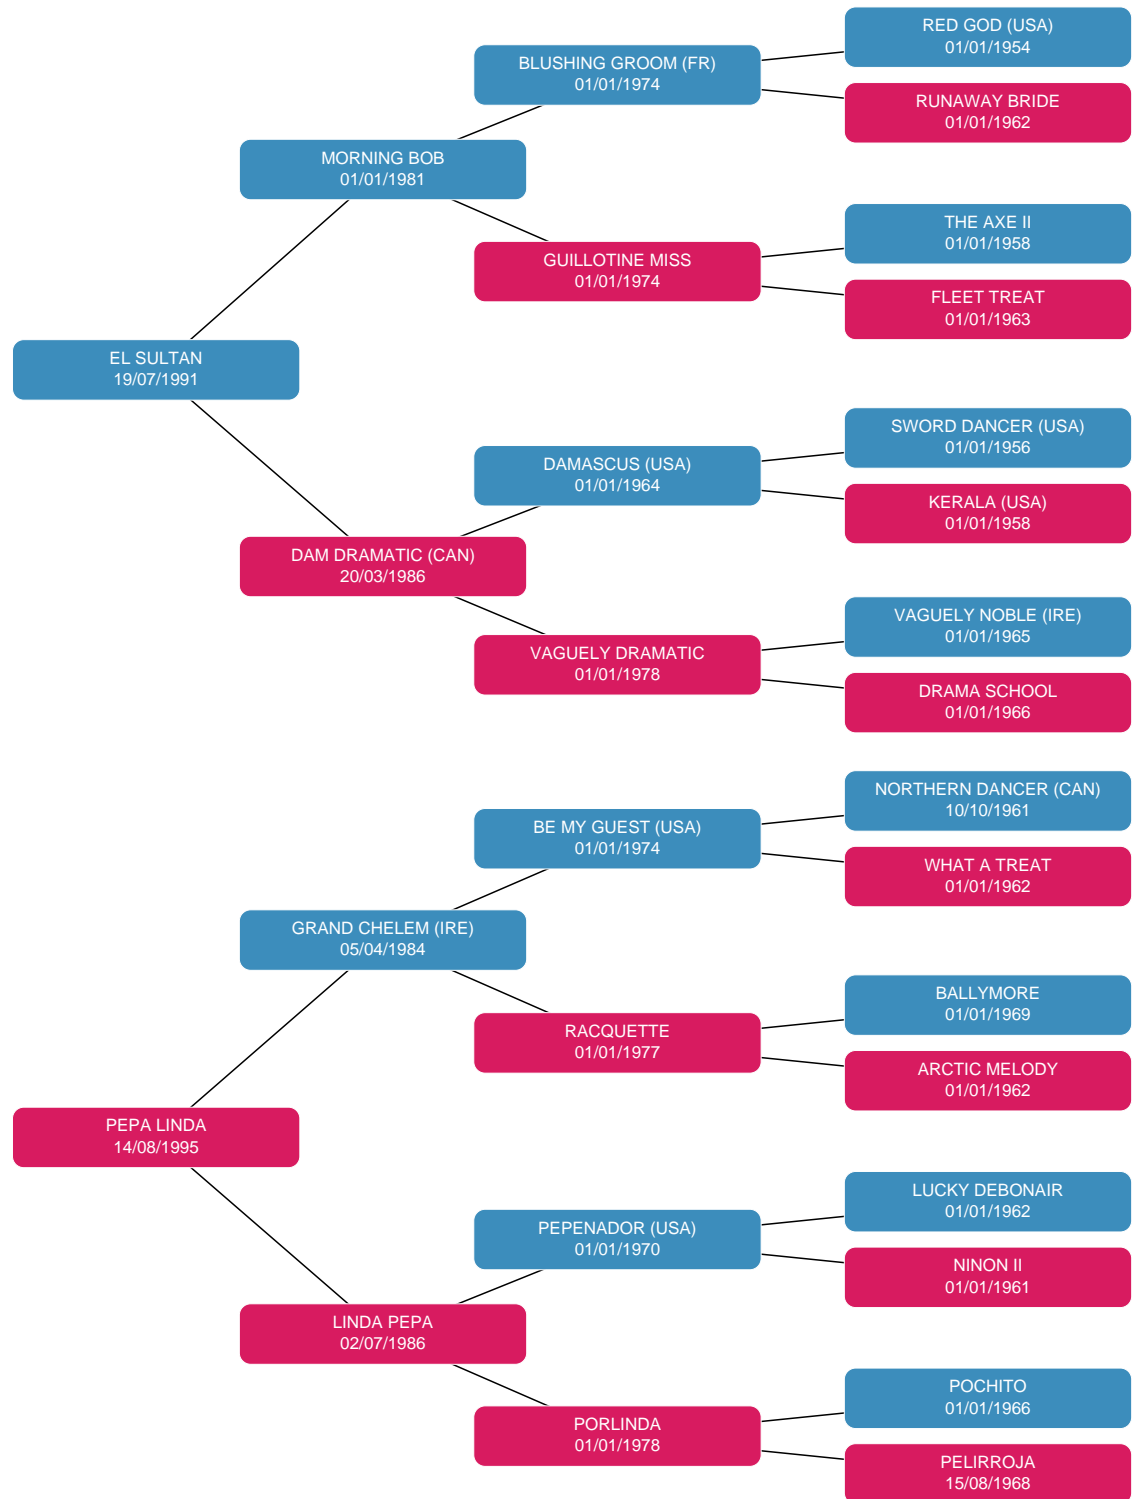 RED GOD (USA)
01/01/1954
BLUSHING GROOM (FR)
01/01/1974
RUNAWAY BRIDE
01/01/1962
MORNING BOB
01/01/1981
THE AXE II
01/01/1958
GUILLOTINE MISS
01/01/1974
FLEET TREAT
01/01/1963
EL SULTAN
19/07/1991
SWORD DANCER (USA)
01/01/1956
DAMASCUS (USA)
01/01/1964
KERALA (USA)
01/01/1958
DAM DRAMATIC (CAN)
20/03/1986
VAGUELY NOBLE (IRE)
01/01/1965
VAGUELY DRAMATIC
01/01/1978
DRAMA SCHOOL
01/01/1966
NORTHERN DANCER (CAN)
10/10/1961
BE MY GUEST (USA)
01/01/1974
WHAT A TREAT
01/01/1962
GRAND CHELEM (IRE)
05/04/1984
BALLYMORE
01/01/1969
RACQUETTE
01/01/1977
ARCTIC MELODY
01/01/1962
PEPA LINDA
14/08/1995
LUCKY DEBONAIR
01/01/1962
PEPENADOR (USA)
01/01/1970
NINON II
01/01/1961
LINDA PEPA
02/07/1986
POCHITO
01/01/1966
PORLINDA
01/01/1978
PELIRROJA
15/08/1968